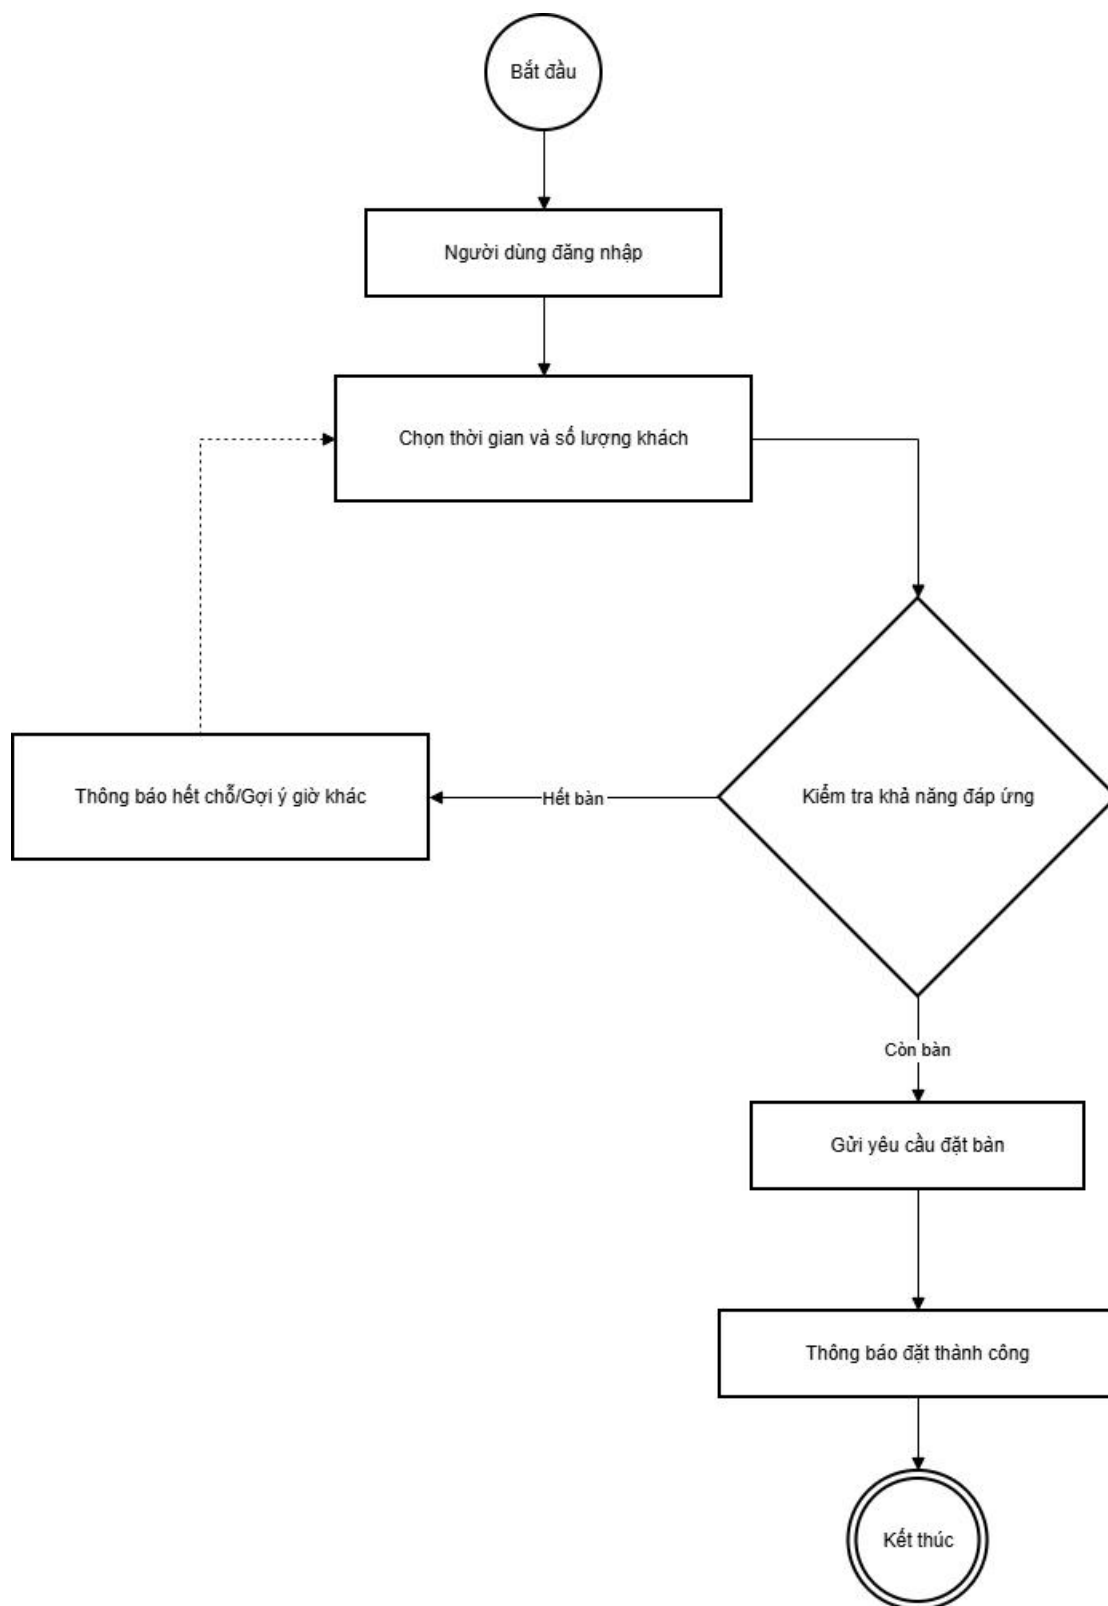 Bắt đầu
Người dùng đăng nhập
Chọn thời gian và số lượng khách
Kiểm tra khả năng đáp ứng
Hết bàn
Thông báo hết chỗ/Gợi ý giờ khác
Còn bàn
Gửi yêu cầu đặt bàn
Thông báo đặt thành công
Kết thúc